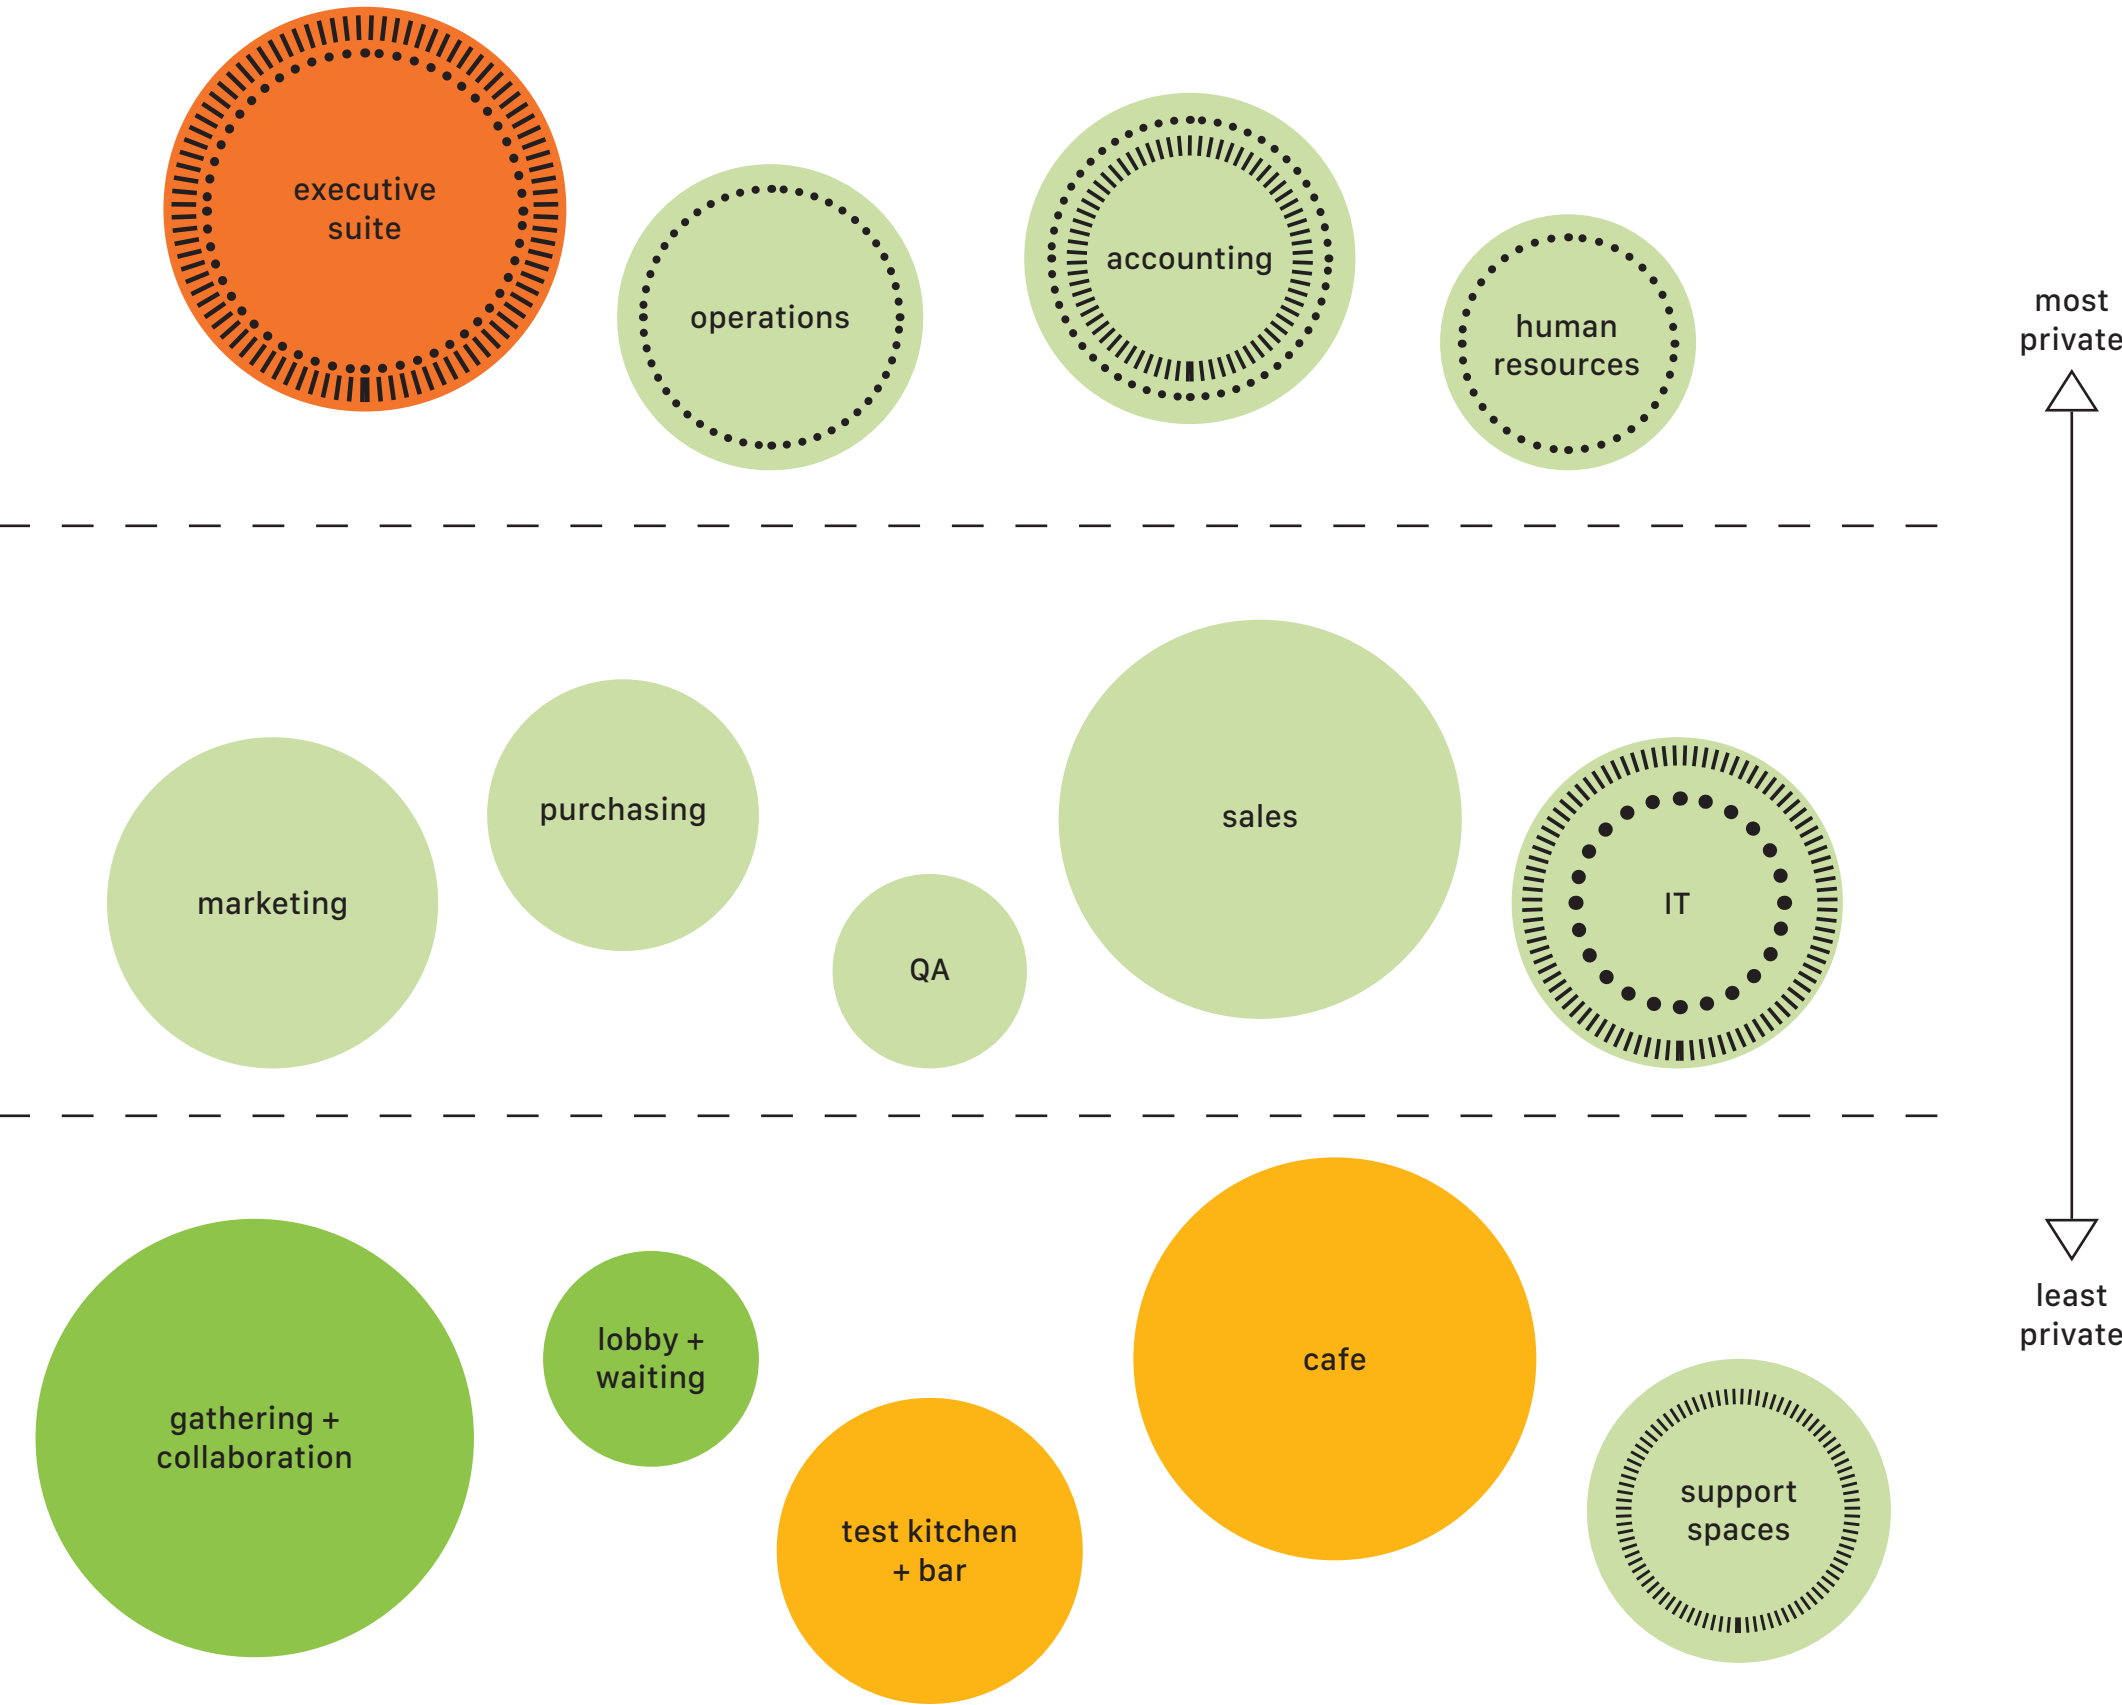 executive
suite
operations
accounting
human
resources
most
private
marketing
purchasing
QA
sales
IT
gathering +
collaboration
lobby +
waiting
test kitchen
+ bar
cafe
support
spaces
least
private